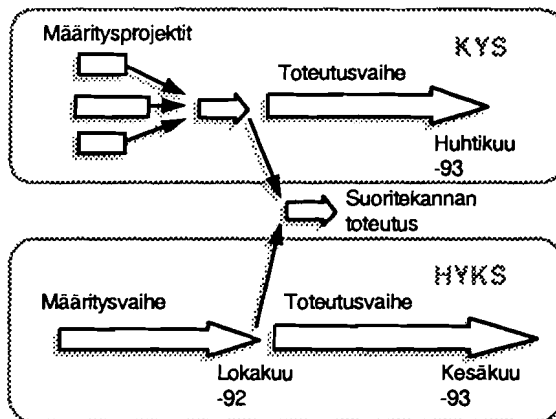 Määritysprojektit
KYS
Toteutusvaihe
Huhtikuu
-93
Suoritekannan
toteutus
HYKS
Määritysvaihe
Toteutusvaihe
Lokakuu
-92
Kesäkuu
-93